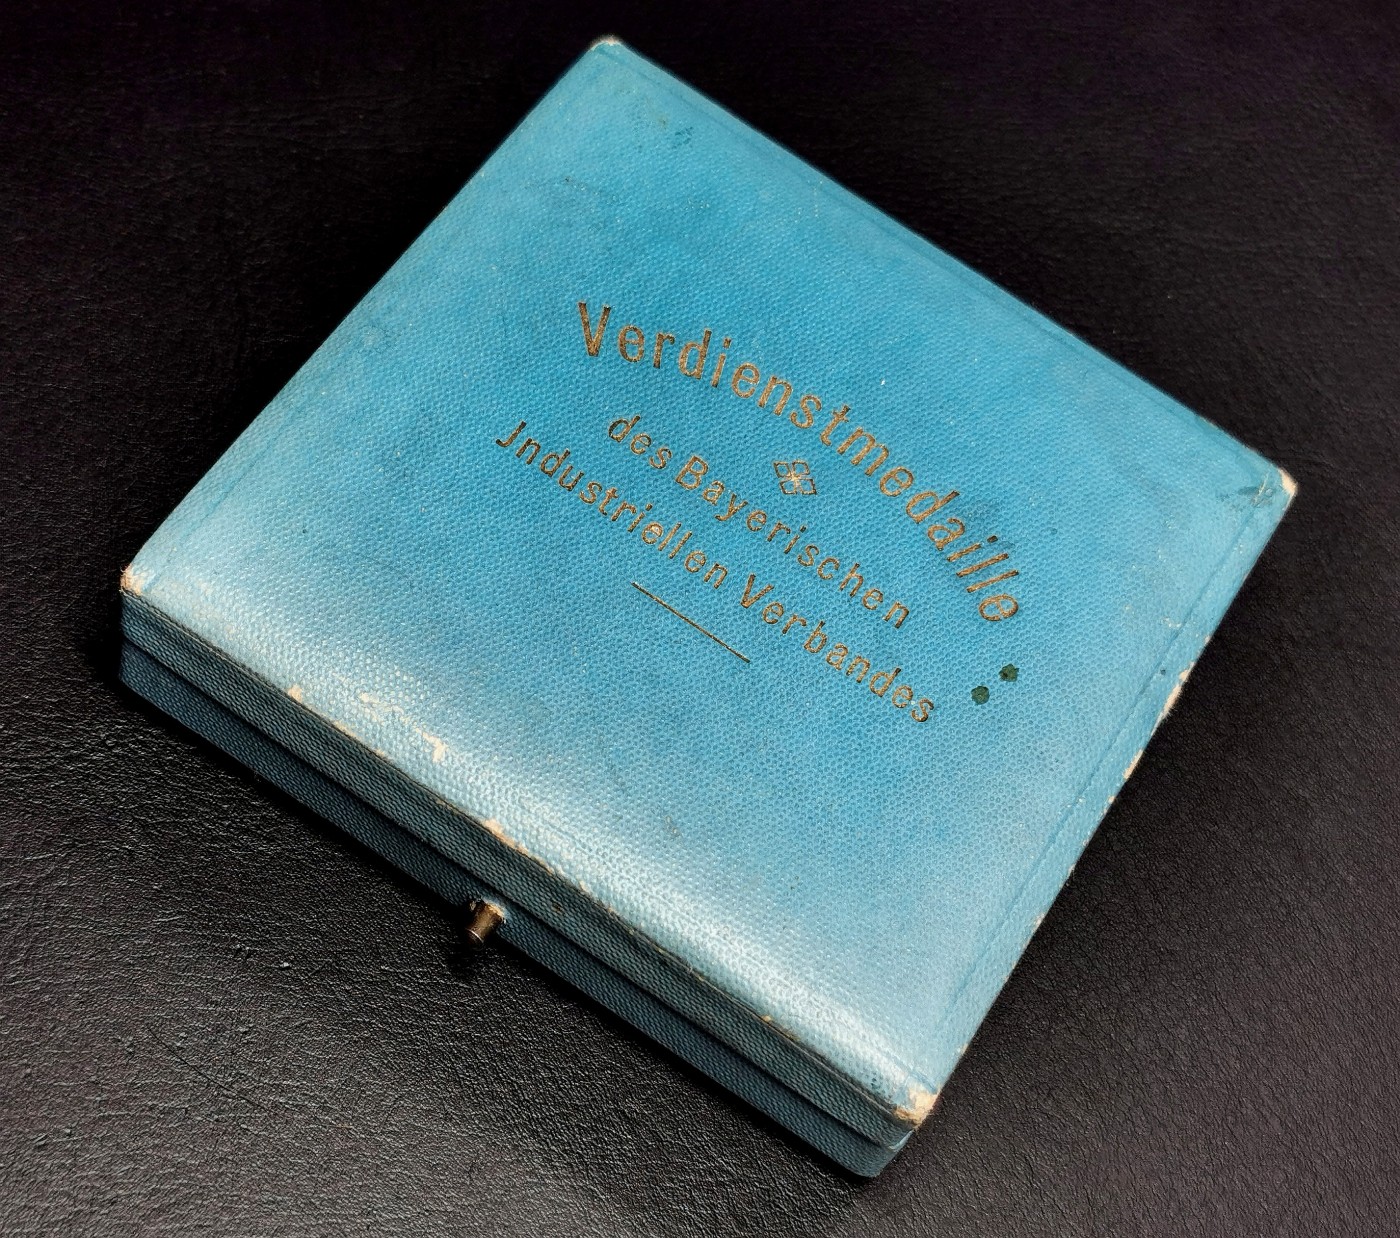 Verdienstmedaille
des Bayerischen
Jndustriellen Verbandes